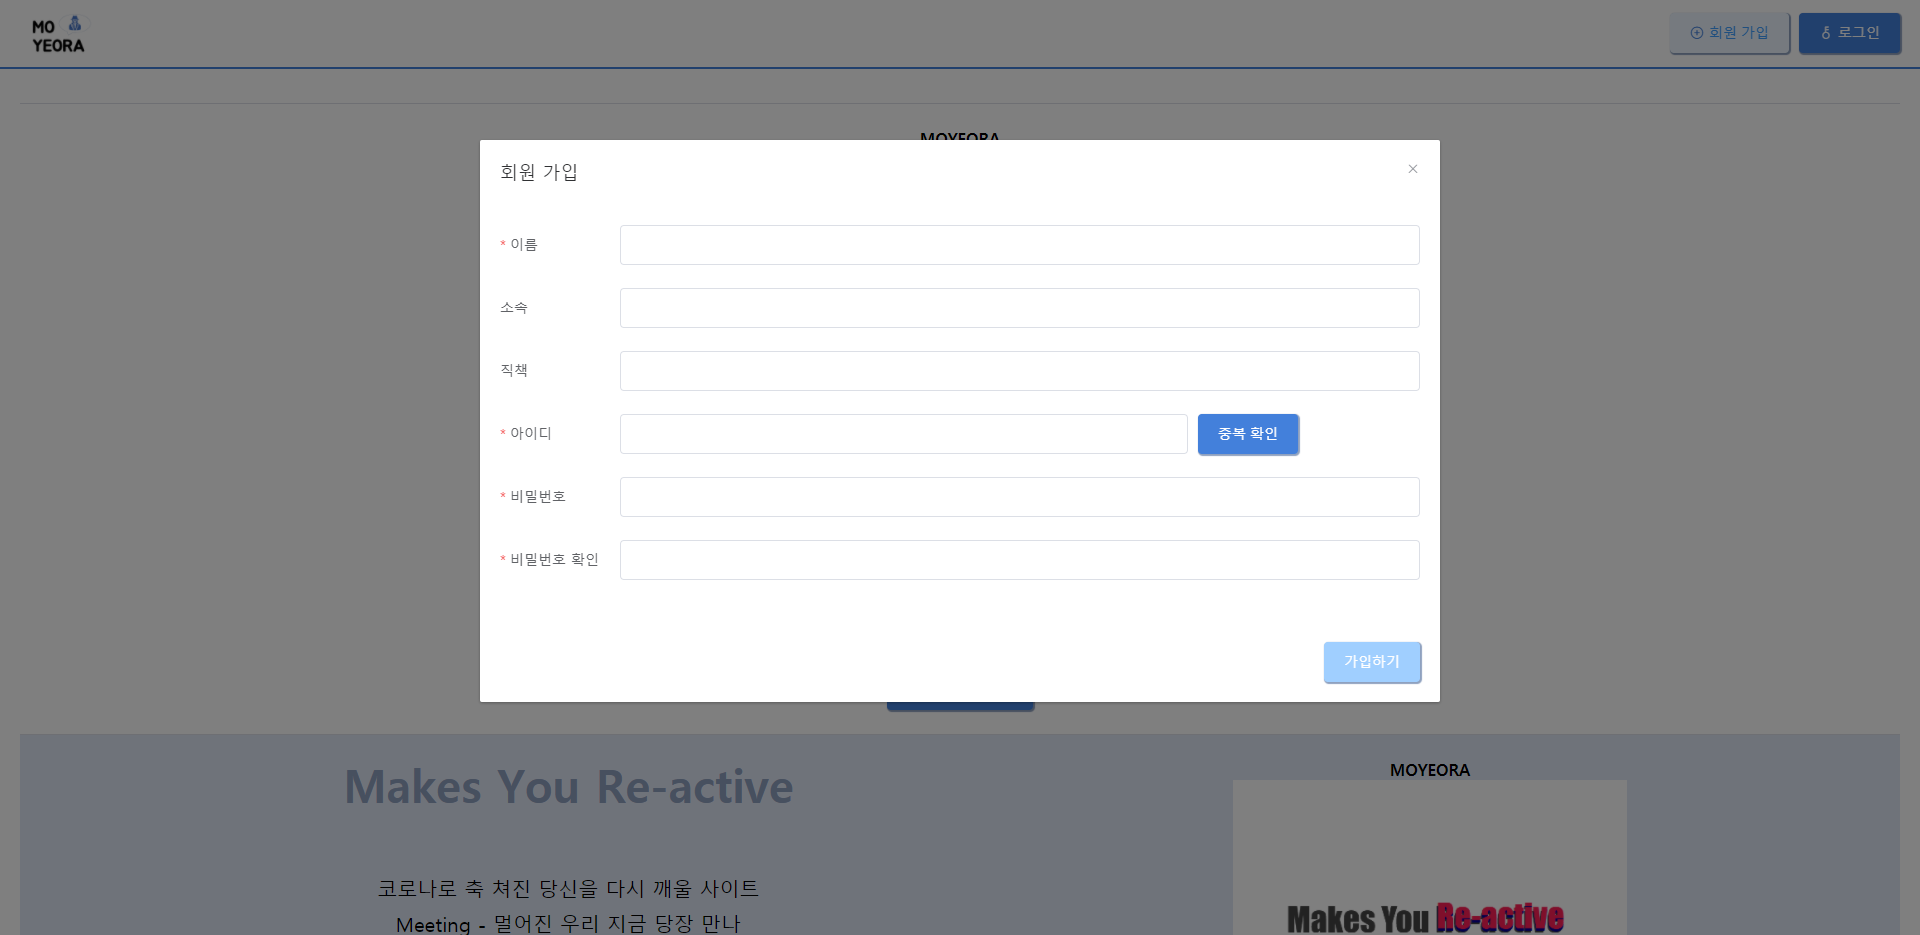 MO
YEORA
회원 가입
로그인
MOYEORA
회원 가입
* 이름
소속
직책
* 아이디
중복 확인
* 비밀번호
* 비밀번호 확인
가입하기
Makes You Re-active
코로나로 축 쳐진 당신을 다시 깨울 사이트
Meeting - 멀어진 우리 지금 당장 만나
MOYEORA
Makes You Re-active